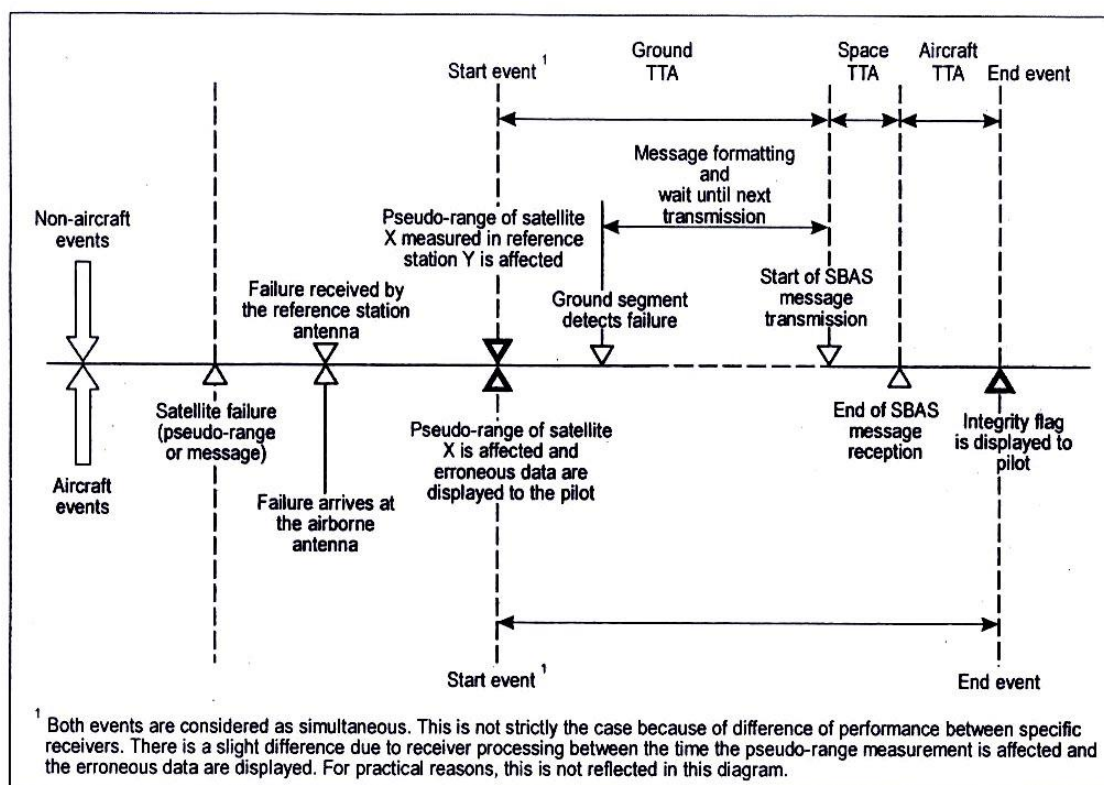 Ground
TTA
Space
TTA
Aircraft
TTA
Start event 1
End event
Message formatting
and
wait until next
transmission
Non-aircraft
events
Pseudo-range of satellite
X measured in reference
station Y is affected
Failure received by
the reference station
antenna
Ground segment
detects failure
Start of SBAS
message
transmission
Satellite failure
(pseudo-range
or message)
Aircraft
events
Failure arrives at
the airborne
antenna
Pseudo-range of satellite
X is affected and
erroneous data are
displayed to the pilot
End of SBAS
message
reception
Integrity flag
is displayed to
pilot
Start event 1
End event
1 Both events are considered as simultaneous. This is not strictly the case because of difference of performance between specific
receivers. There is a slight difference due to receiver processing between the time the pseudo-range measurement is affected and
the erroneous data are displayed. For practical reasons, this is not reflected in this diagram.